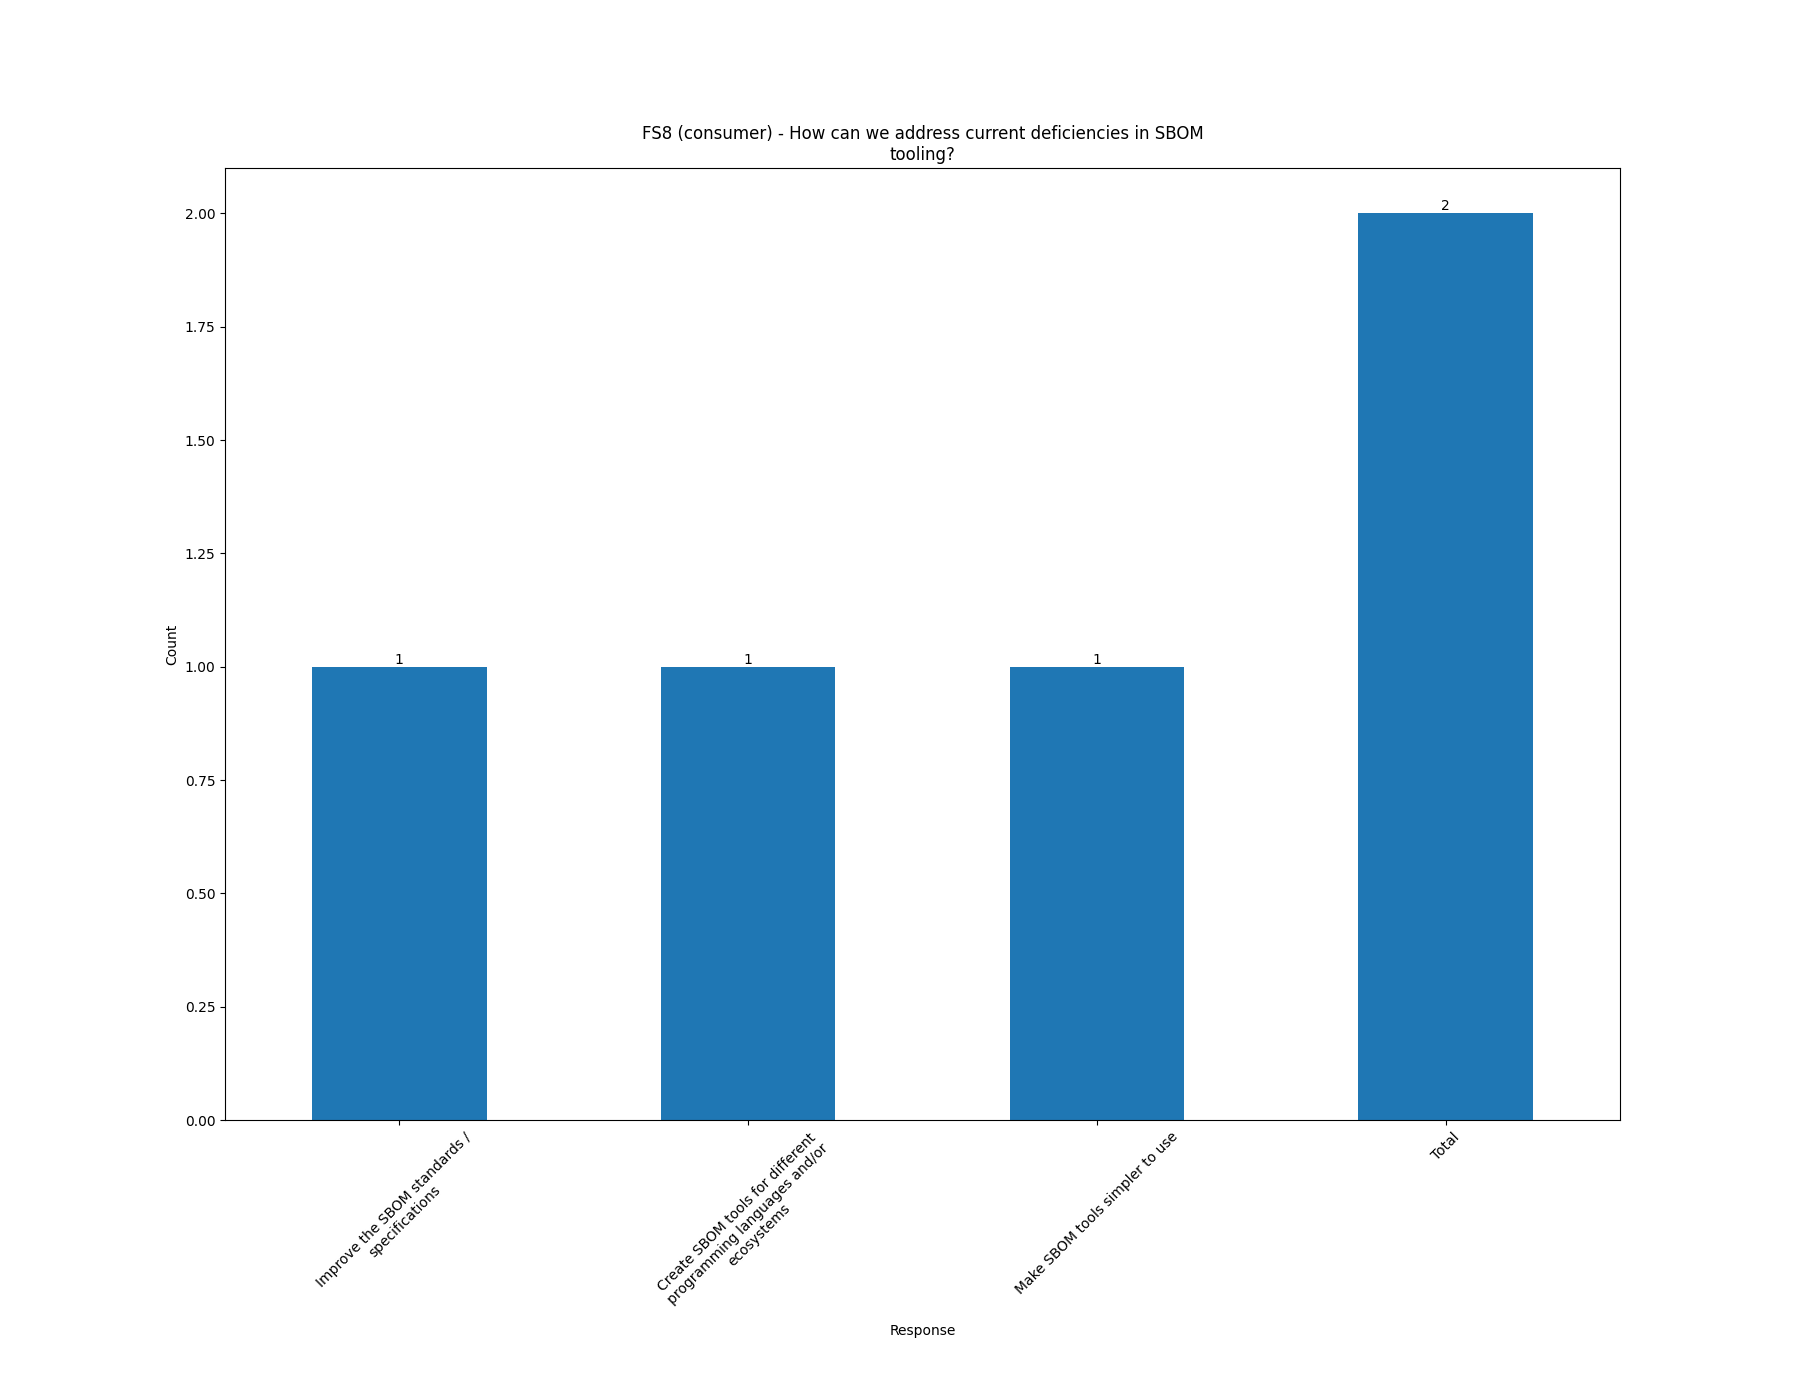 FS8 (consumer) - How can we address current deficiencies in SBOM
tooling?
2.00
1.75
1.50
1.25
1.00
0.75
0.50
0.25
0.00
Count
1
1
1
2
Improve the SBOM standards /
specifications
Create SBOM tools for different
programming languages and/or
ecosystems
Make SBOM tools simpler to use
Total
Response